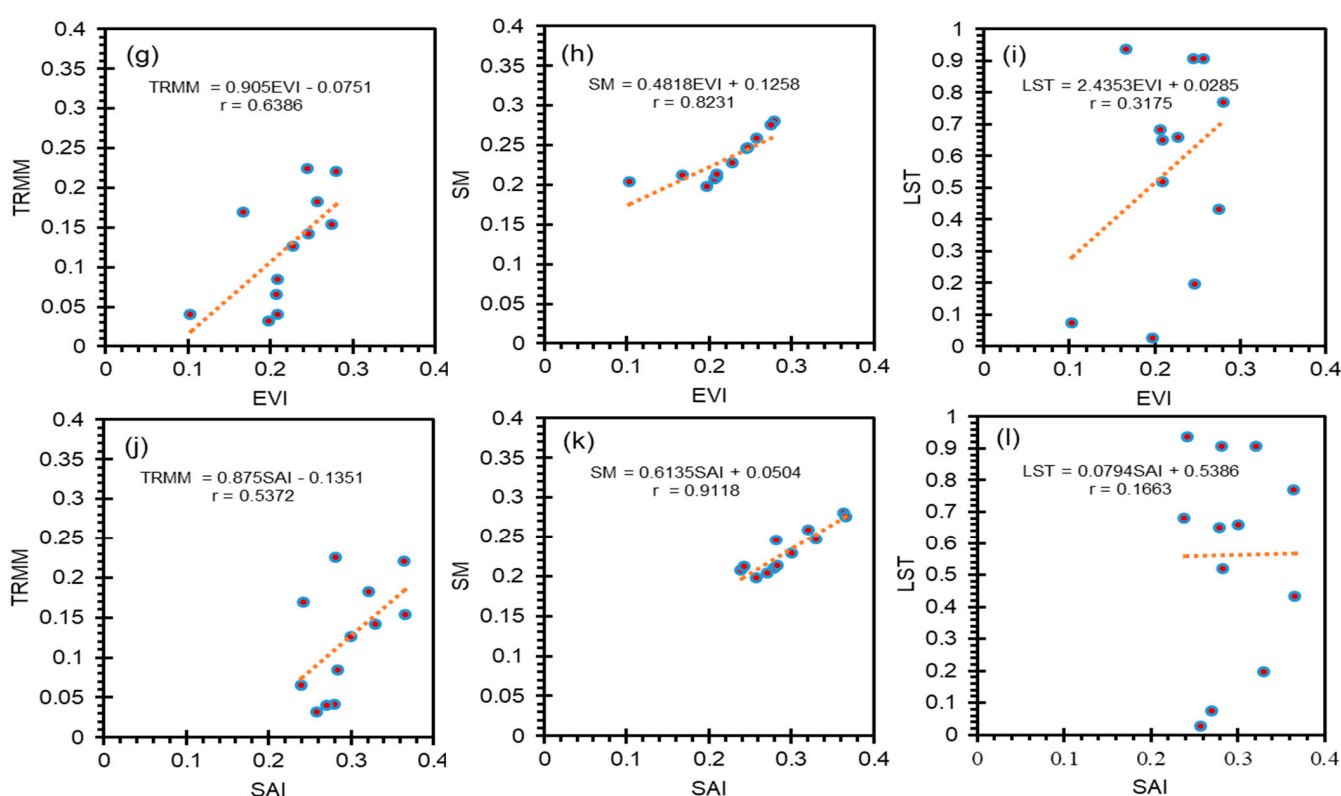 (g)
TRMM = 0.905EVI - 0.0751
r = 0.6386
TRMM
0.4
0.35
0.3
0.25
0.2
0.15
0.1
0.05
0
0.1
0.2
0.3
0.4
EVI
(h)
SM = 0.4818EVI + 0.1258
r = 0.8231
SM
0.4
0.35
0.3
0.25
0.2
0.15
0.1
0.05
0
0
0.1
0.2
0.3
0.4
EVI
(i)
LST = 2.4353EVI + 0.0285
r = 0.3175
LST
1
0.9
0.8
0.7
0.6
0.5
0.4
0.3
0.2
0.1
0
0
0.1
0.2
0.3
0.4
EVI
(j)
TRMM = 0.875SAI - 0.1351
r = 0.5372
TRMM
0.4
0.35
0.3
0.25
0.2
0.15
0.1
0.05
0
0
0.1
0.2
0.3
0.4
SAI
(k)
SM = 0.6135SAI + 0.0504
r = 0.9118
SM
0.4
0.35
0.3
0.25
0.2
0.15
0.1
0.05
0
0
0.1
0.2
0.3
0.4
SAI
(l)
LST = 0.0794SAI + 0.5386
r = 0.1663
LST
1
0.9
0.8
0.7
0.6
0.5
0.4
0.3
0.2
0.1
0
0
0.1
0.2
0.3
0.4
SAI